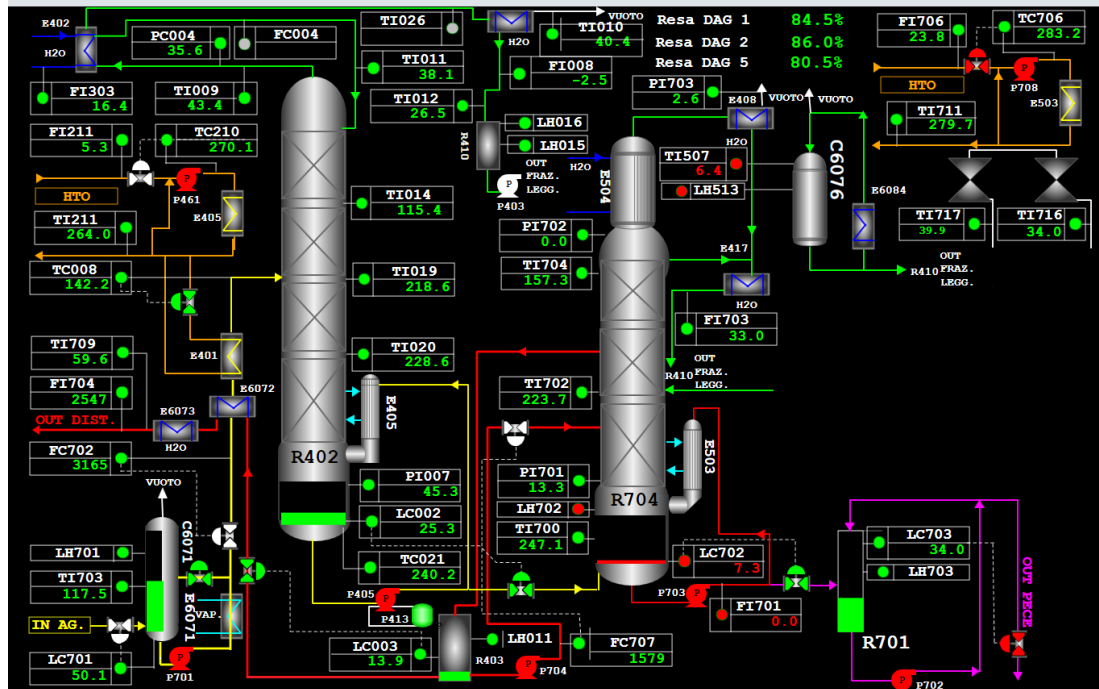 E402
H2O
PC004
35.6
FC004
TI026
H2O
VUOTO
TI010
40.4
Resa DAG 1 84.5%
Resa DAG 2 86.0%
Resa DAG 5 80.5%
FI706
23.8
TC706
283.2
TI011
38.1
FI008
-2.5
PI703
2.6
E408
VUOTO
VUOTO
HTO
P
P708
E503
FI303
16.4
TI009
43.4
TI012
26.5
LH016
LH015
R410
H2O
TI711
279.7
FI211
5.3
TC210
270.1
OUT
FRAZ.
LEGG.
P
P403
H2O
E504
TI507
6.4
LH513
C6076
E6084
HTO
P
P461
E405
TI014
115.4
TI211
264.0
PI702
0.0
E417
TI717
39.9
TI716
34.0
TC008
142.2
TI019
218.6
TI704
157.3
H2O
R410
OUT
FRAZ.
LEGG.
FI703
33.0
TI709
59.6
E401
TI020
228.6
R410
OUT
FRAZ.
LEGG.
FI704
2547
E6072
E6073
OUT DIST.
H2O
E405
TI702
223.7
FC702
3165
R402
E503
VUOTO
C6071
PI007
45.3
PI701
13.3
R704
LC002
25.3
LH702
TI700
247.1
LC703
34.0
LH701
TI703
117.5
TC021
240.2
LC702
7.3
LH703
OUT PECE
E6071
VAP.
P405
P
P413
P703
P
FI701
0.0
IN AG.
R701
LC701
50.1
P
P701
LC003
13.9
R403
LH011
P
P704
FC707
1579
P
P702